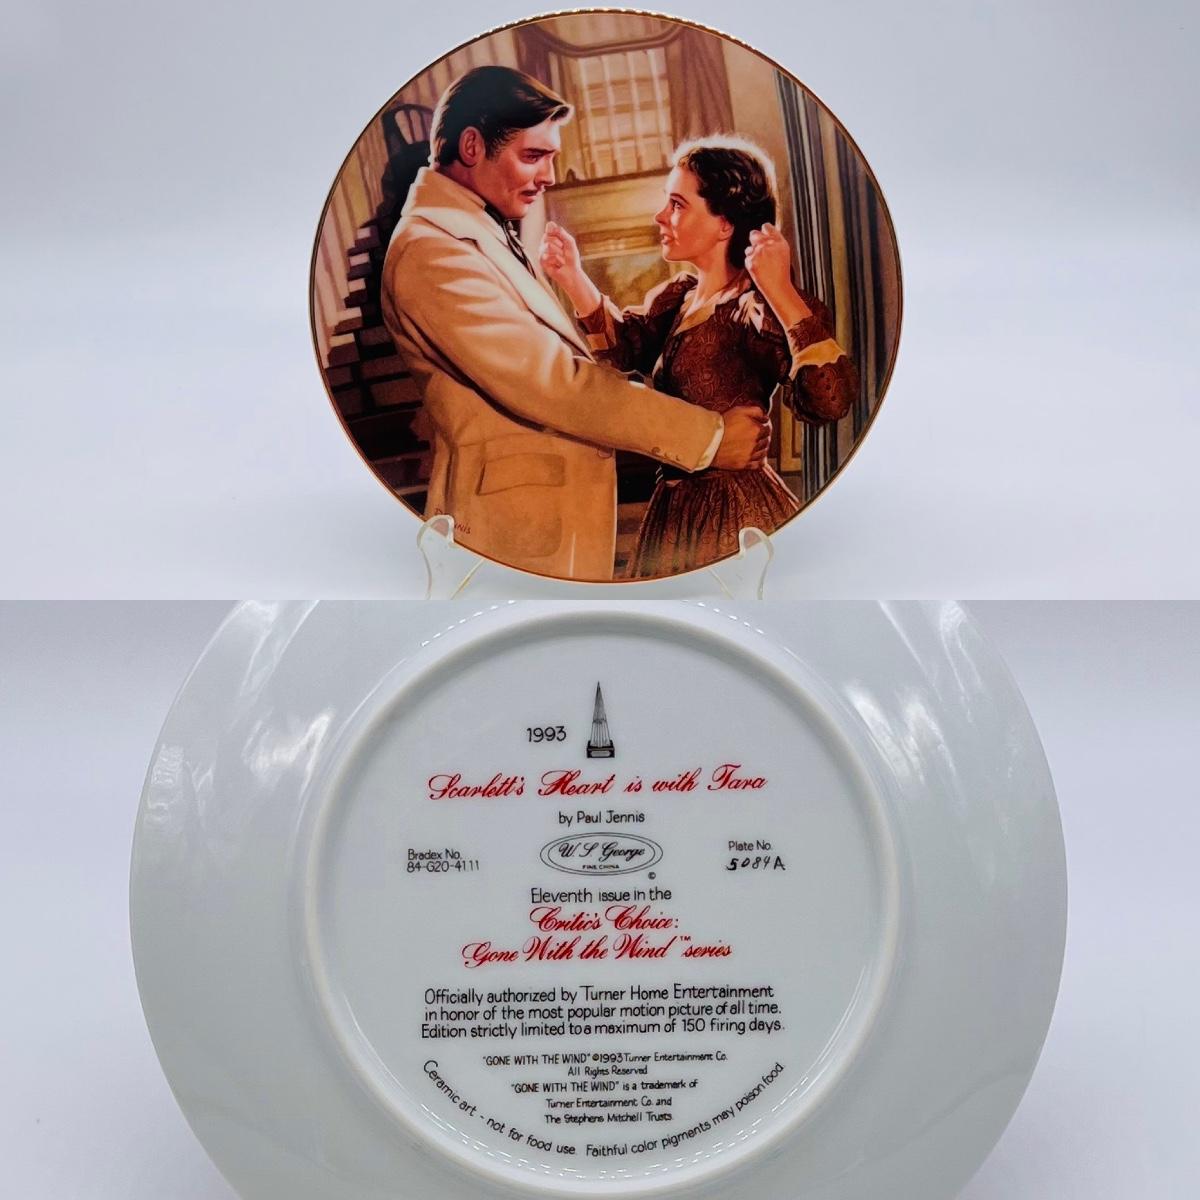 1993
Scarlett's Heart is with Tara
by Paul Jennis
Bradex No.
84-G20-4111
W. S. George
FINE CHINA
©
Plate No.
5084A
Eleventh issue in the
Critic's Choice:
Gone With the Wind™ series
Officially authorized by Turner Home Entertainment
in honor of the most popular motion picture of all time.
Edition strictly limited to a maximum of 150 firing days.
"GONE WITH THE WIND" ©1993 Turner Entertainment Co.
All Rights Reserved
"GONE WITH THE WIND" is a trademark of
Turner Entertainment Co. and
The Stephens Mitchell Trusts.
Ceramic art - not for food use. Faithful color pigments may poison food.